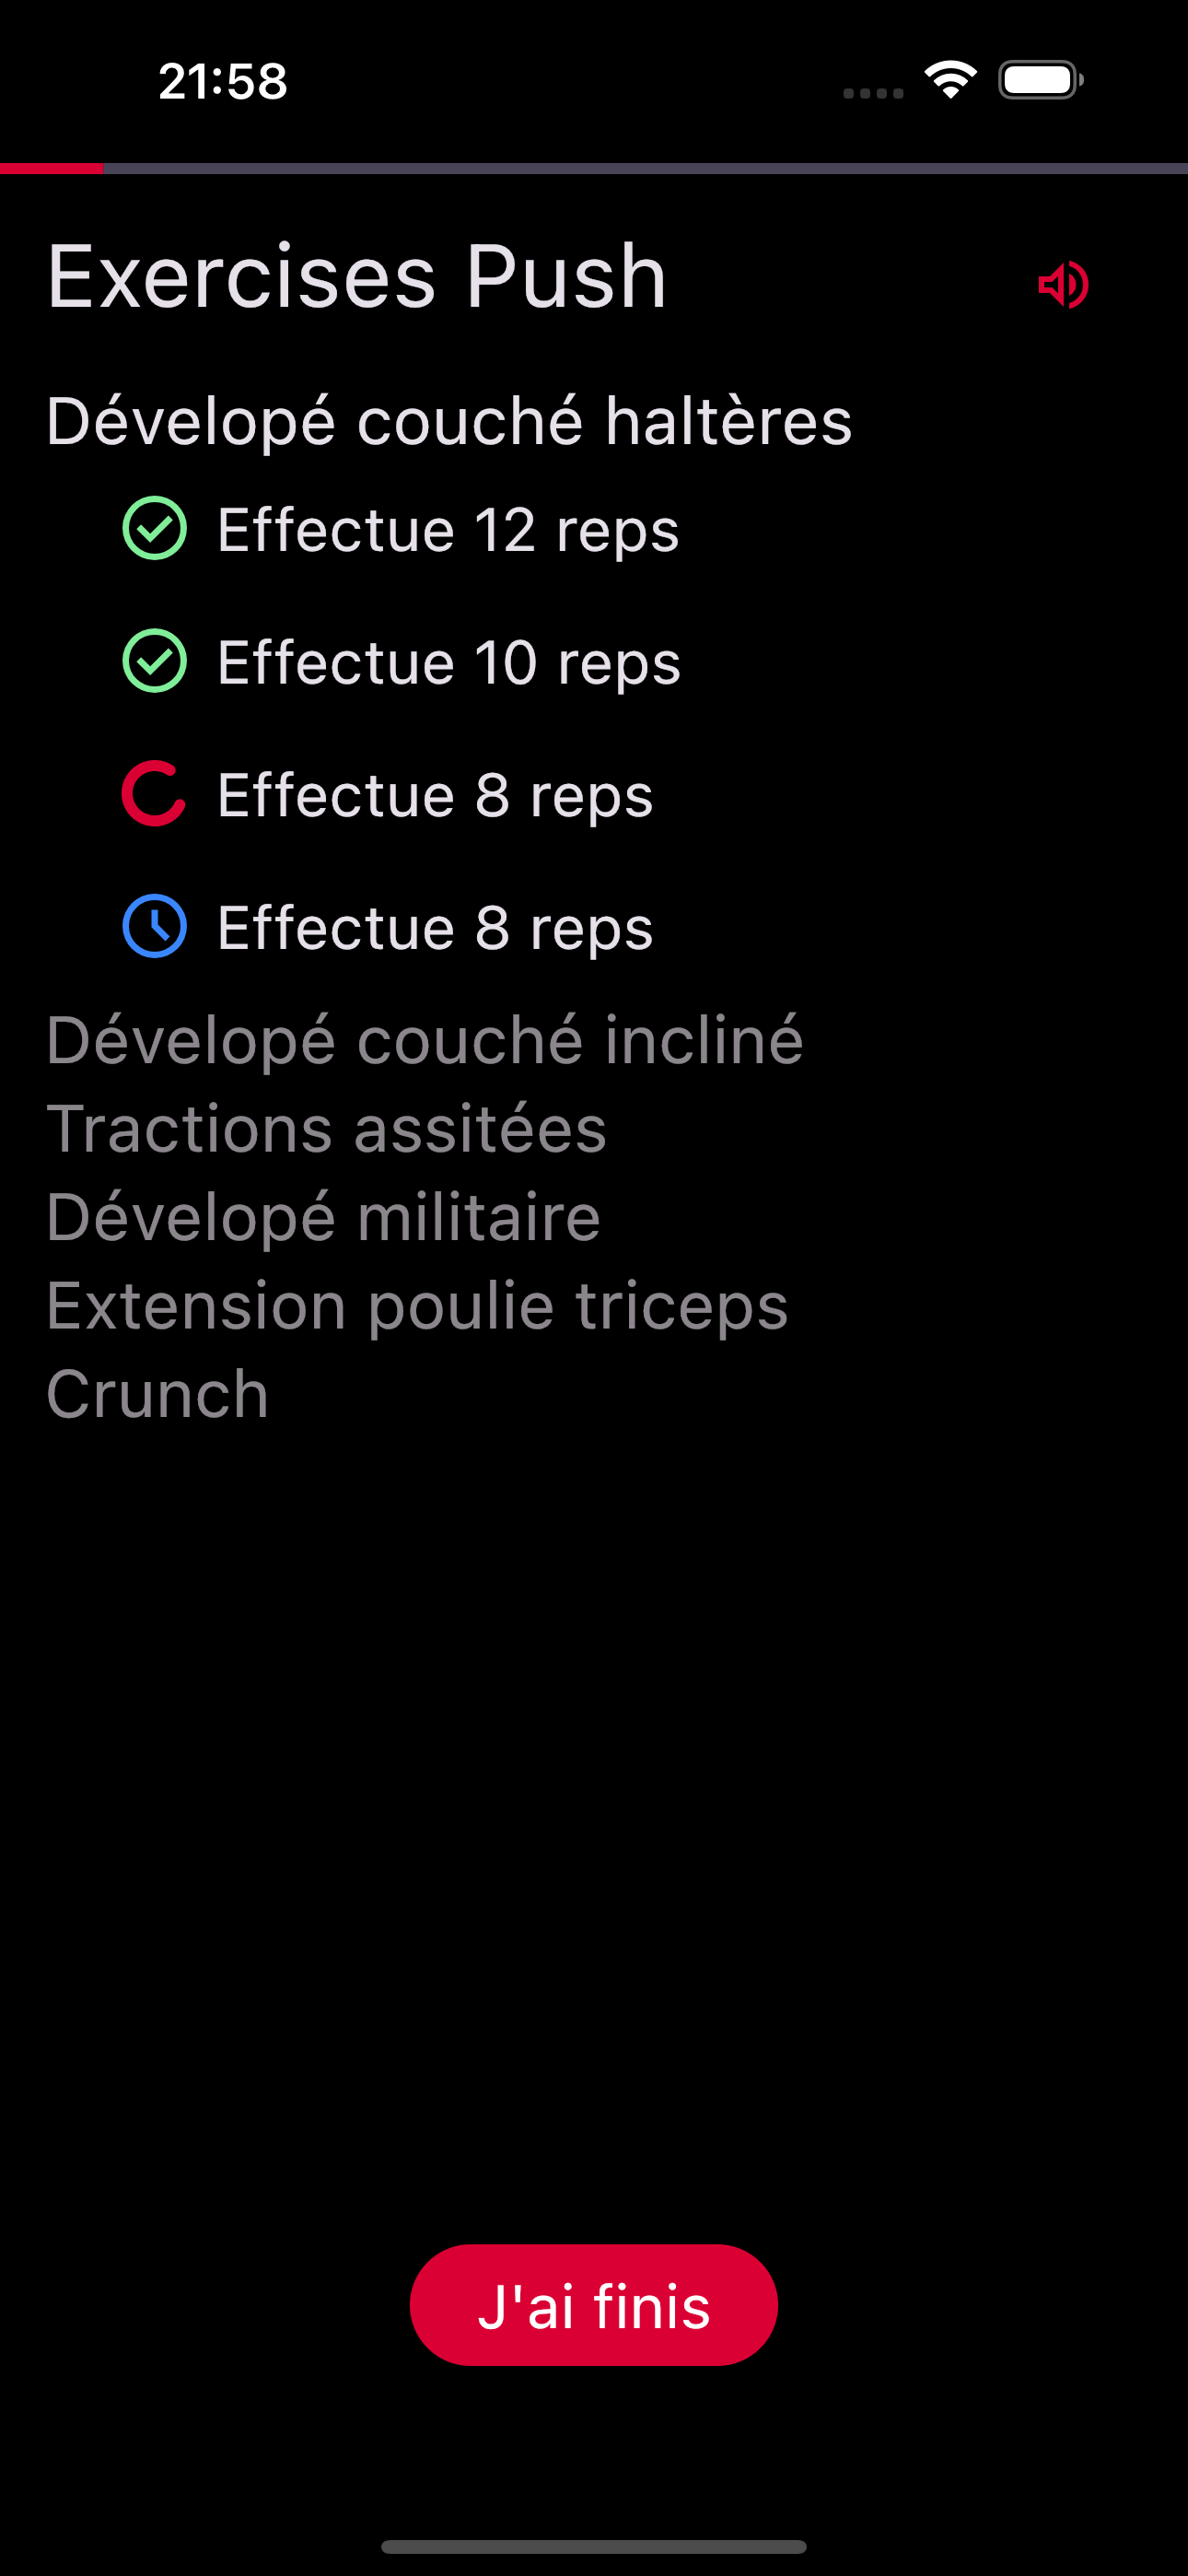 21:58
Exercises Push
Dévelopé couché haltères
Effectue 12 reps
Effectue 10 reps
Effectue 8 reps
Effectue 8 reps
Dévelopé couché incliné
Tractions assitées
Dévelopé militaire
Extension poulie triceps
Crunch
J'ai finis